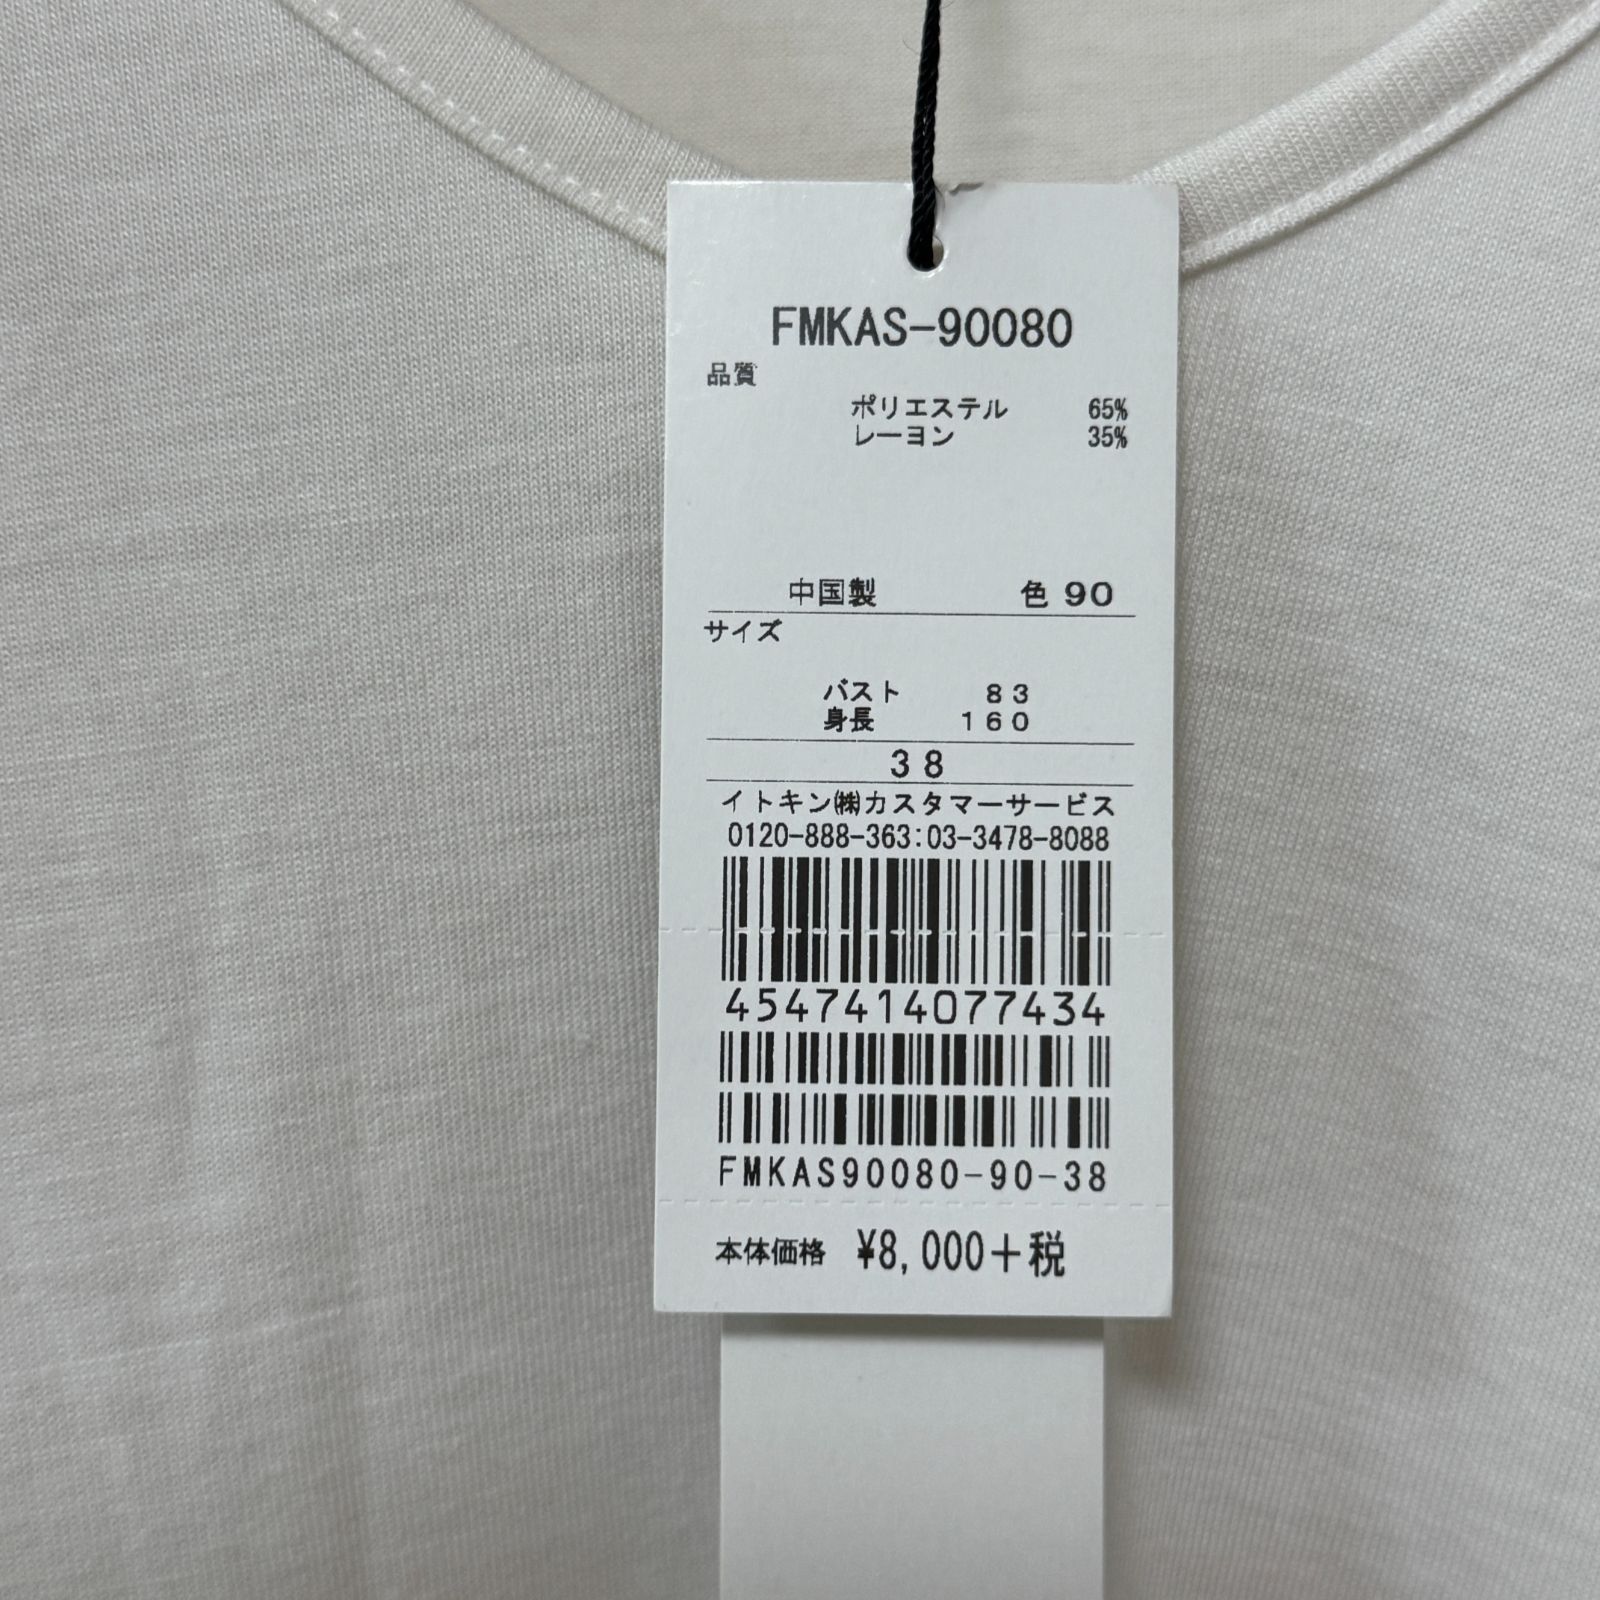 FMKAS-90080
品質
ポリエステル 65%
レーヨン 35%
中国製 色 90
サイズ
バスト 83
身長 160
38
イトキン㈱カスタマーサービス
0120-888-363:03-3478-8088
4547414077434
FMKAS90080-90-38
本体価格 ¥8,000+税